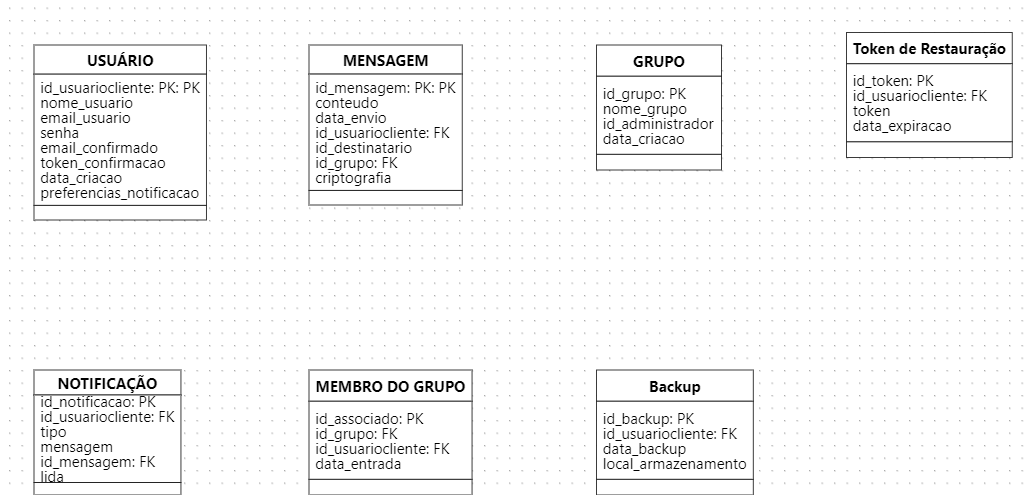 USUÁRIO
id_usuariocliente: PK: PK
nome_usuario
email_usuario
senha
email_confirmado
token_confirmacao
data_criacao
preferencias_notificacao
MENSAGEM
id_mensagem: PK: PK
conteudo
data_envio
id_usuariocliente: FK
id_destinatario
id_grupo: FK
criptografia
GRUPO
id_grupo: PK
nome_grupo
id_administrador
data_criacao
Token de Restauração
id_token: PK
id_usuariocliente: FK
token
data_expiracao
NOTIFICAÇÃO
id_notificacao: PK
id_usuariocliente: FK
tipo
mensagem
id_mensagem: FK
lida
MEMBRO DO GRUPO
id_associado: PK
id_grupo: FK
id_usuariocliente: FK
data_entrada
Backup
id_backup: PK
id_usuariocliente: FK
data_backup
local_armazenamento